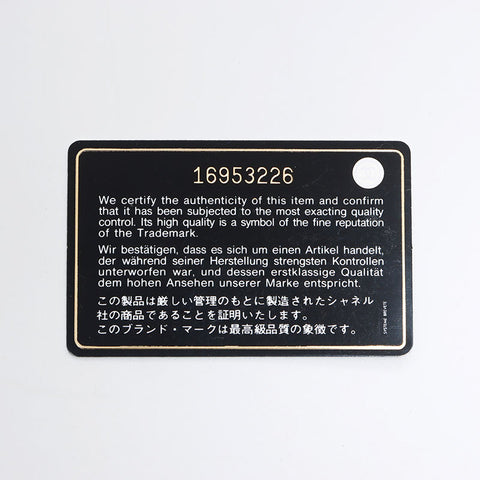 16953226
We certify the authenticity of this item and confirm
that it has been subjected to the most exacting quality
control. Its high quality is a symbol of the fine reputation
of the Trademark.
Wir bestätigen, dass es sich um einen Artikel handelt,
der während seiner Herstellung strengsten Kontrollen
unterworfen war, und dessen erstklassige Qualität
dem hohen Ansehen unserer Marke entspricht.
この製品は厳しい管理のもとに製造されたシャネル
社の商品であることを証明いたします。
このブランド・マークは最高級品質の象徴です。
SYSTEME BREVETE